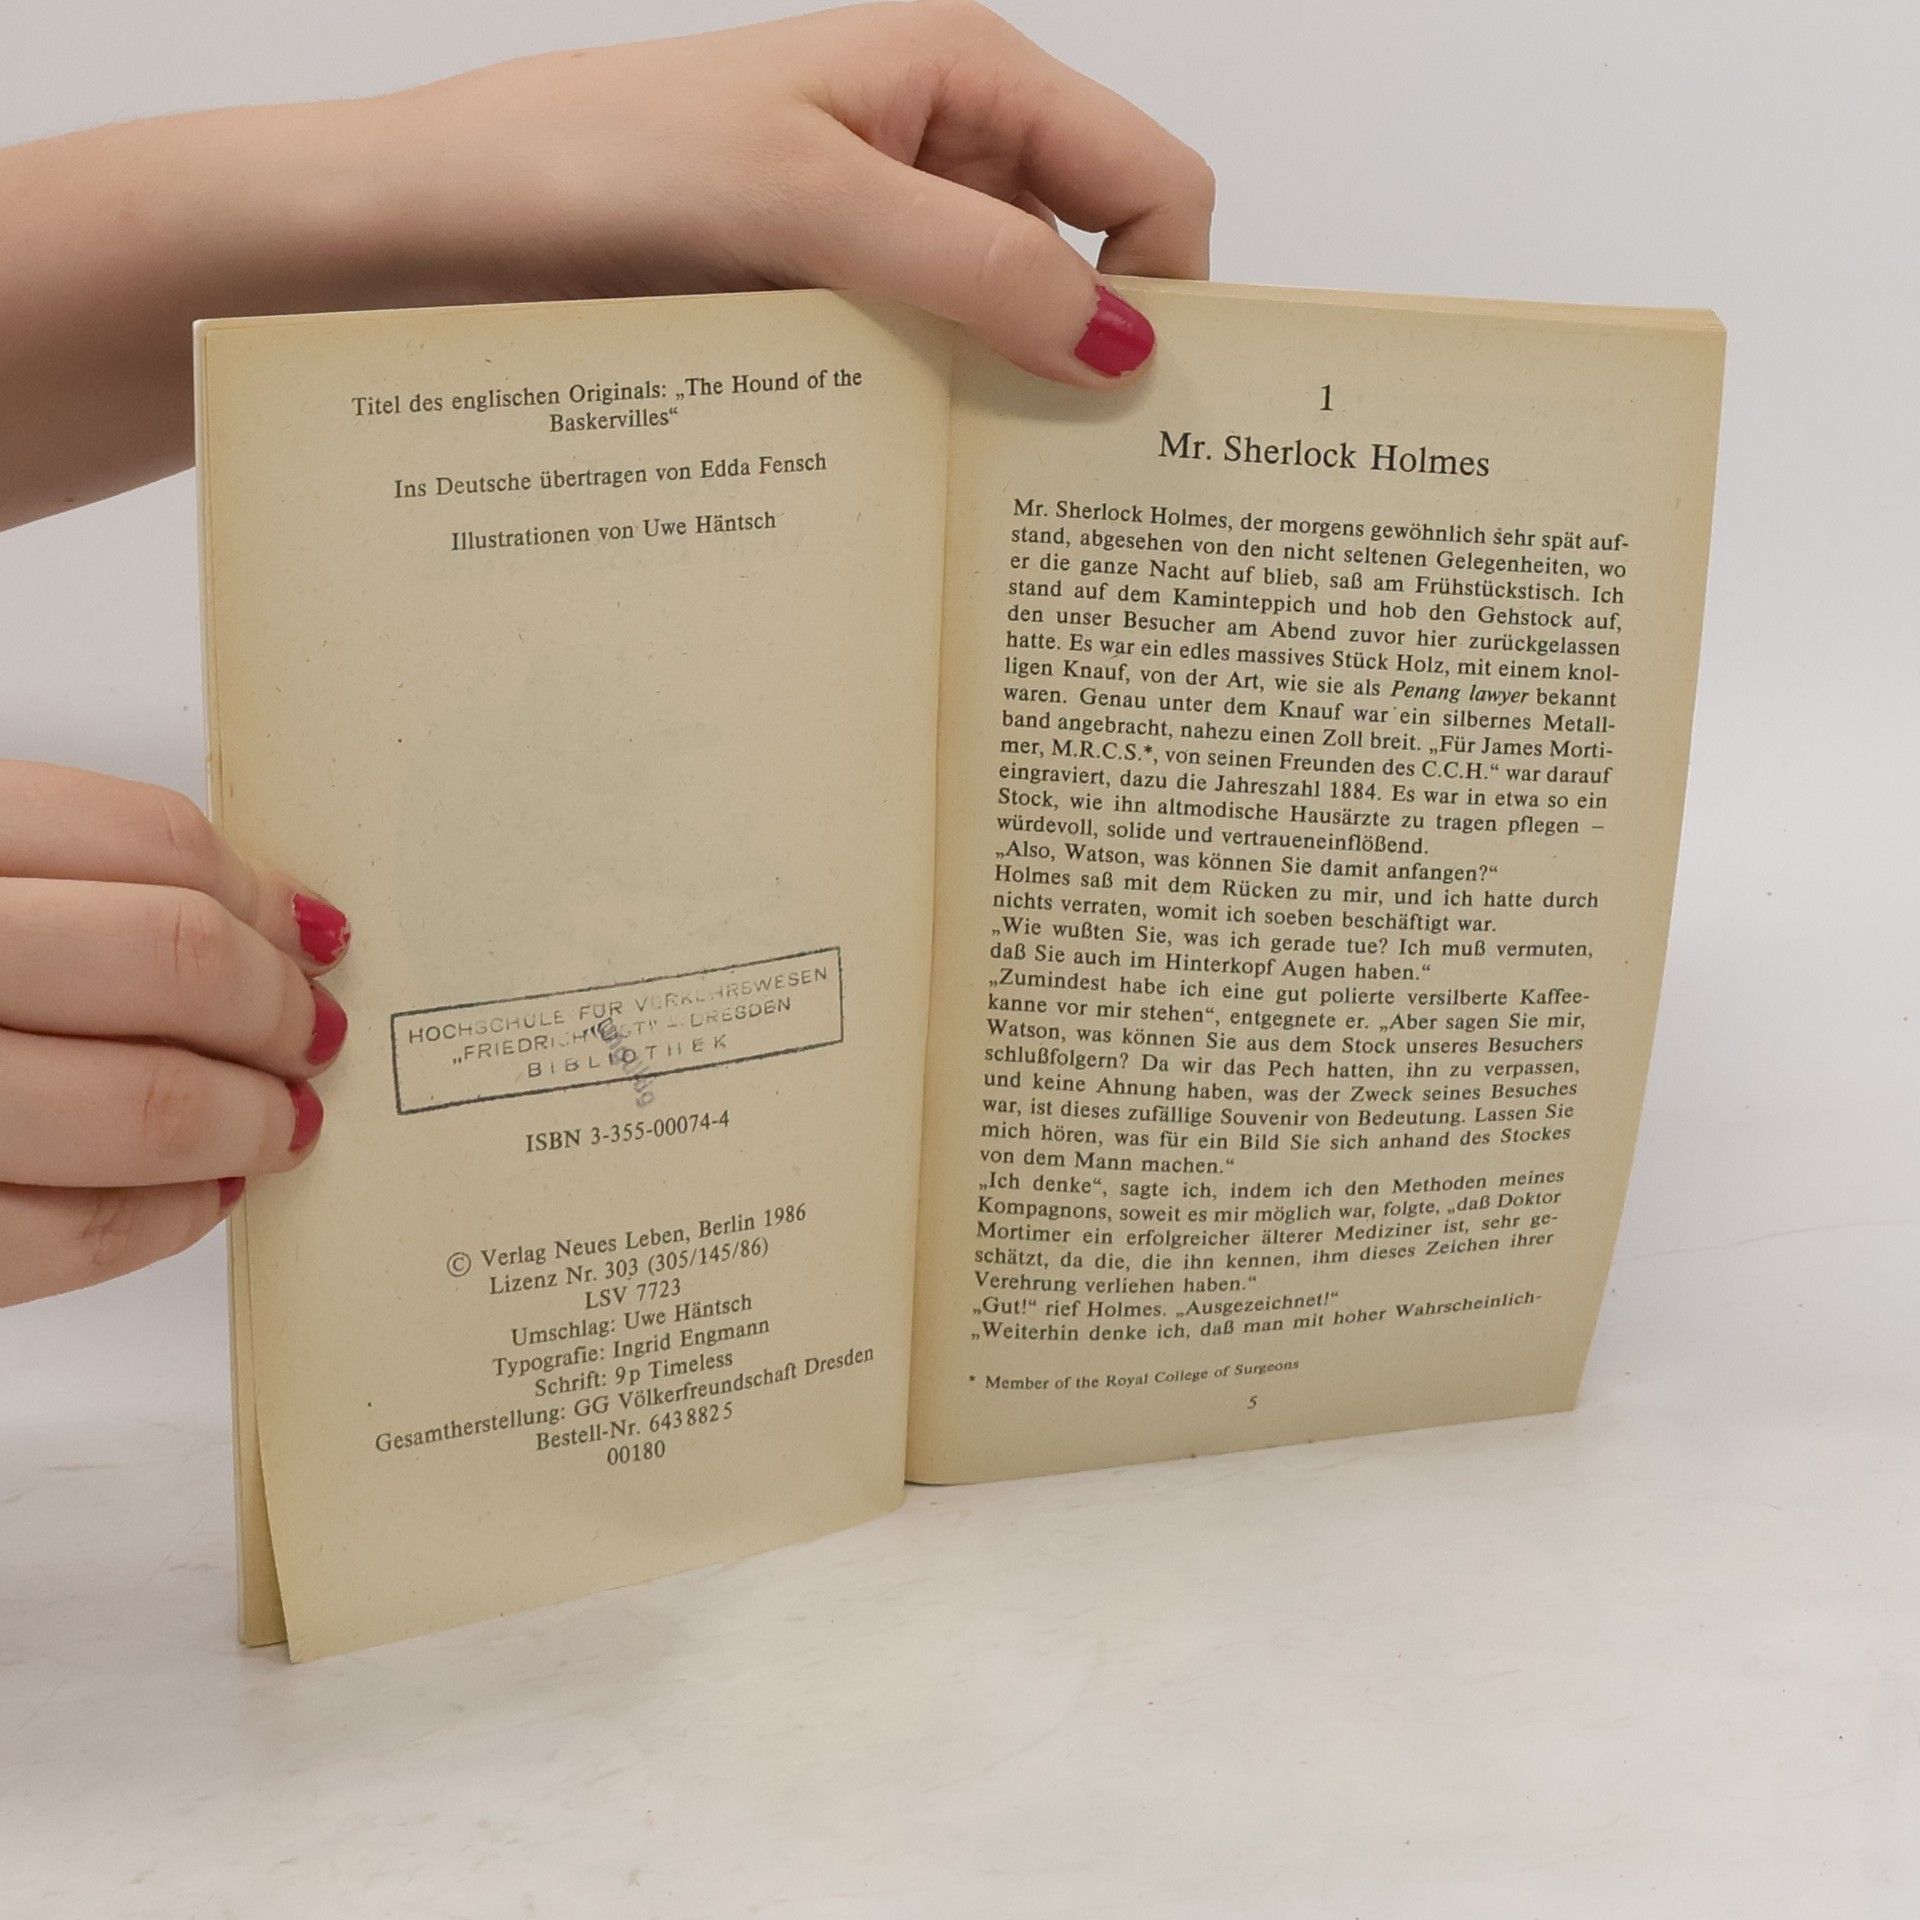 Titel des englischen Originals: „The Hound of the
Baskervilles“
Ins Deutsche übertragen von Edda Fensch
Illustrationen von Uwe Häntsch
HOCHSCHULE FÜR VERKEHRSWESEN
„FRIEDRICH LIST“ DRESDEN
BIBLIOTHEK
ISBN 3-355-00074-4
© Verlag Neues Leben, Berlin 1986
Lizenz Nr. 303 (305/145/86)
LSV 7723
Umschlag: Uwe Häntsch
Typografie: Ingrid Engmann
Schrift: 9p Timeless
Gesamtherstellung: GG Völkerfreundschaft Dresden
Bestell-Nr. 643 882 5
00180
1
Mr. Sherlock Holmes
Mr. Sherlock Holmes, der morgens gewöhnlich sehr spät auf-
stand, abgesehen von den nicht seltenen Gelegenheiten, wo
er die ganze Nacht auf blieb, saß am Frühstückstisch. Ich
stand auf dem Kaminteppich und hob den Gehstock auf,
den unser Besucher am Abend zuvor hier zurückgelassen
hatte. Es war ein edles massives Stück Holz, mit einem knol-
ligen Knauf, von der Art, wie sie als Penang lawyer bekannt
waren. Genau unter dem Knauf war ein silbernes Metall-
band angebracht, nahezu einen Zoll breit. „Für James Morti-
mer, M.R.C.S.*, von seinen Freunden des C.C.H.“ war darauf
eingraviert, dazu die Jahreszahl 1884. Es war in etwa so ein
Stock, wie ihn altmodische Hausärzte zu tragen pflegen –
würdevoll, solide und vertraueneinflößend.
„Also, Watson, was können Sie damit anfangen?“
Holmes saß mit dem Rücken zu mir, und ich hatte durch
nichts verraten, womit ich soeben beschäftigt war.
„Wie wußten Sie, was ich gerade tue? Ich muß vermuten,
daß Sie auch im Hinterkopf Augen haben.“
„Zumindest habe ich eine gut polierte versilberte Kaffee-
kanne vor mir stehen“, entgegnete er. „Aber sagen Sie mir,
Watson, was können Sie aus dem Stock unseres Besuchers
schlußfolgern? Da wir das Pech hatten, ihn zu verpassen,
und keine Ahnung haben, was der Zweck seines Besuches
war, ist dieses zufällige Souvenir von Bedeutung. Lassen Sie
mich hören, was für ein Bild Sie sich anhand des Stockes
von dem Mann machen.“
„Ich denke“, sagte ich, indem ich den Methoden meines
Kompagnons, soweit es mir möglich war, folgte, „daß Doktor
Mortimer ein erfolgreicher älterer Mediziner ist, sehr ge-
schätzt, da die, die ihn kennen, ihm dieses Zeichen ihrer
Verehrung verliehen haben.“
„Gut!“ rief Holmes. „Ausgezeichnet!“
„Weiterhin denke ich, daß man mit hoher Wahrscheinlich-
* Member of the Royal College of Surgeons
5